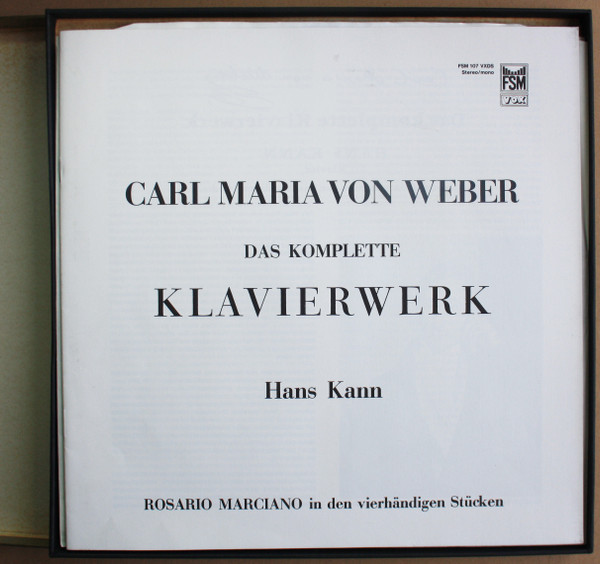 FSM 107 VXDS
Stereo/mono
FSM
VOX
CARL MARIA VON WEBER
DAS KOMPLETTE
KLAVIERWERK
Hans Kann
ROSARIO MARCIANO in den vierhändigen Stücken